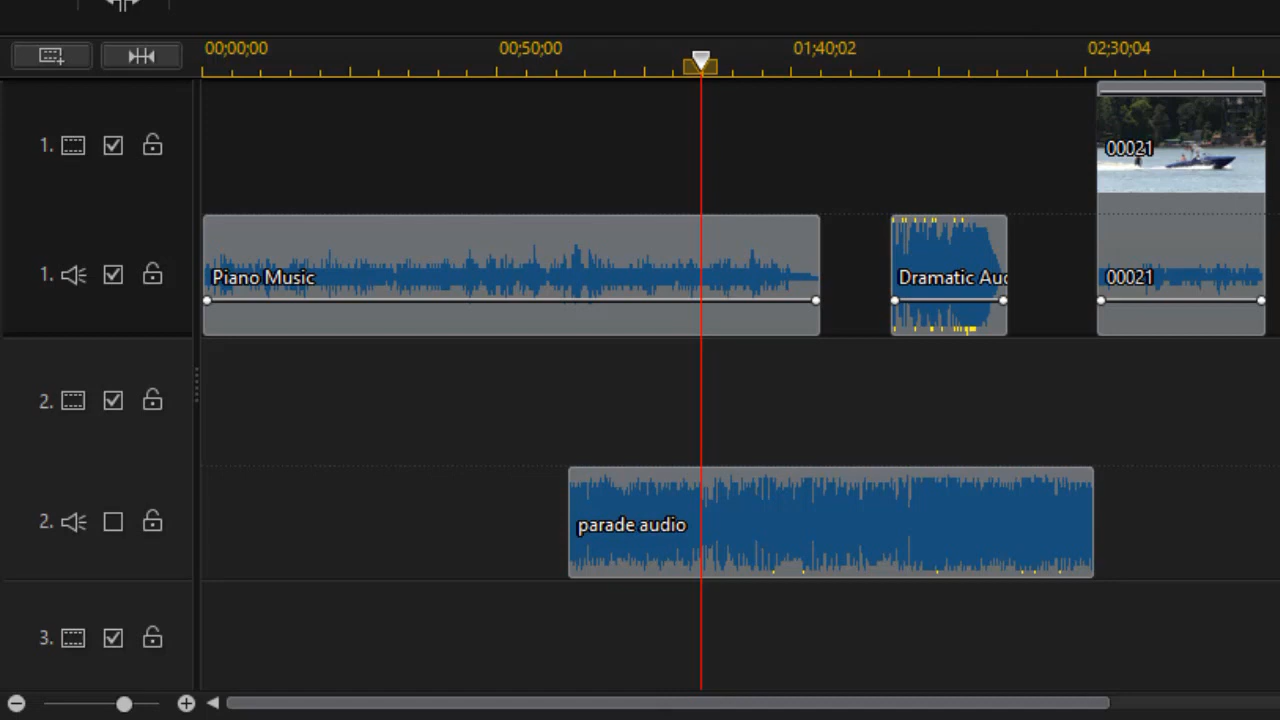 00;00;00 00;50;00 01;40;02 02;30;04
1.
00021
1.
Piano Music
Dramatic Aud
00021
2.
2.
parade audio
3.